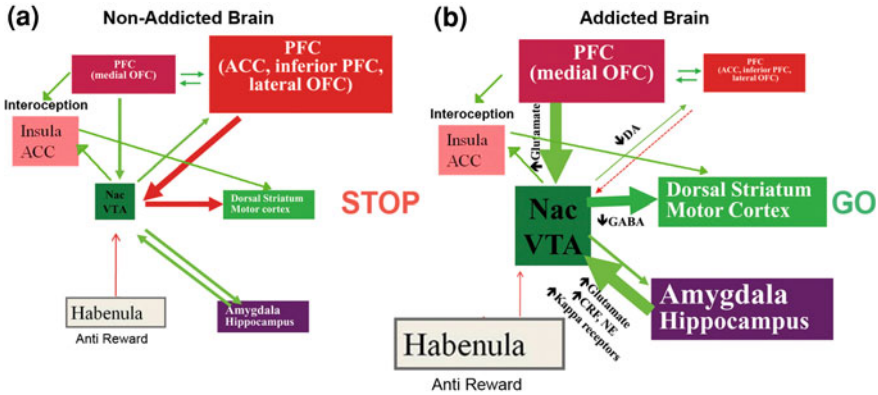 (a)
Non-Addicted Brain
PFC
(medial OFC)
PFC
(ACC, inferior PFC,
lateral OFC)
Interoception
Insula
ACC
Nac
VTA
Dorsal Striatum
Motor cortex
STOP
Habenula
Anti Reward
Amygdala
Hippocampus
(b)
Addicted Brain
PFC
(medial OFC)
PFC
(ACC, inferior PFC,
lateral OFC)
Interoception
Insula
ACC
🡹Glutamate
🡻DA
Nac
VTA
Dorsal Striatum
Motor Cortex
GO
🡻GABA
🡹Glutamate
🡹CRF, NE
🡹Kappa receptors
Amygdala
Hippocampus
Habenula
Anti Reward